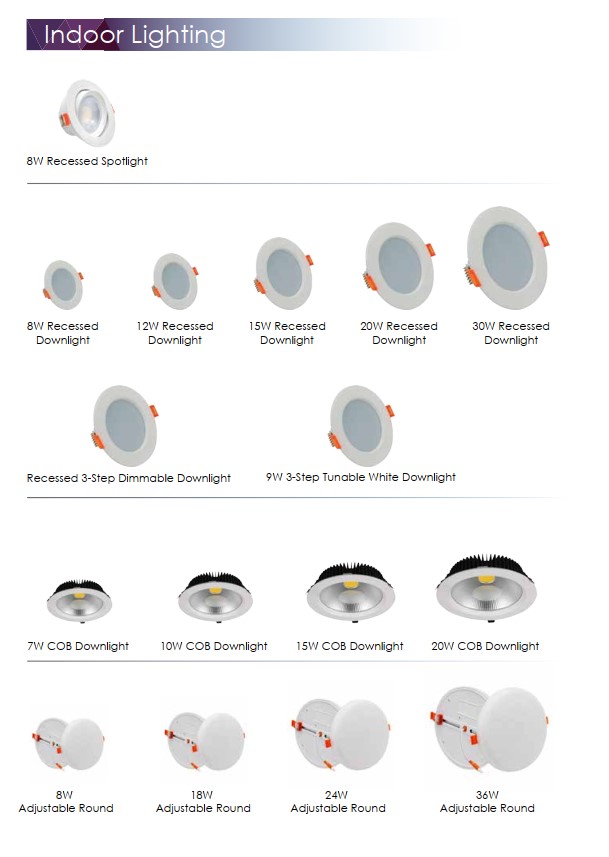 Indoor Lighting
8W Recessed Spotlight
8W Recessed
Downlight
12W Recessed
Downlight
15W Recessed
Downlight
20W Recessed
Downlight
30W Recessed
Downlight
Recessed 3-Step Dimmable Downlight
9W 3-Step Tunable White Downlight
7W COB Downlight
10W COB Downlight
15W COB Downlight
20W COB Downlight
8W
Adjustable Round
18W
Adjustable Round
24W
Adjustable Round
36W
Adjustable Round